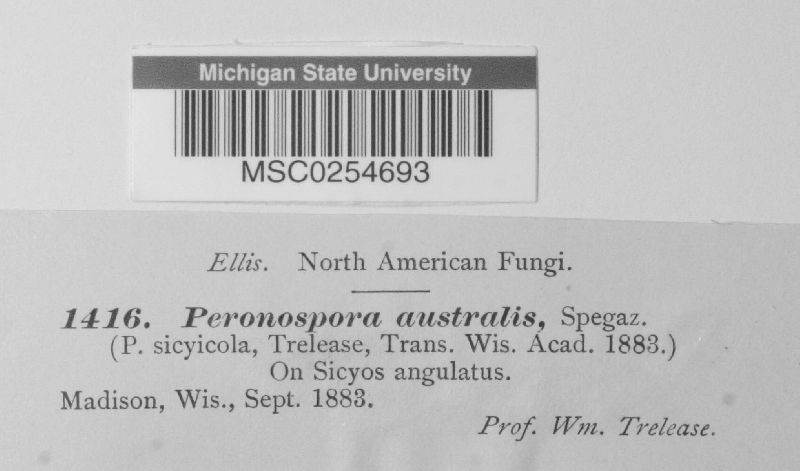 Michigan State University
MSC0254693
Ellis. North American Fungi.
1416. Peronospora australis, Spegaz.
(P. sicyicola, Trelease, Trans. Wis. Acad. 1883.)
On Sicyos angulatus.
Madison, Wis., Sept. 1883.
Prof. Wm. Trelease.